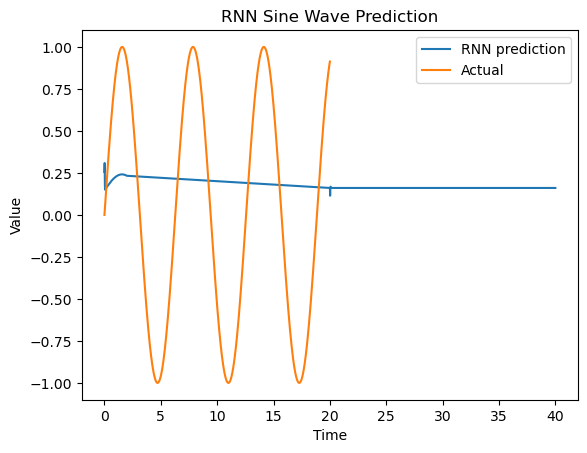 RNN Sine Wave Prediction
RNN prediction
Actual
1.00
0.75
0.50
0.25
0.00
−0.25
−0.50
−0.75
−1.00
Value
0 5 10 15 20 25 30 35 40
Time